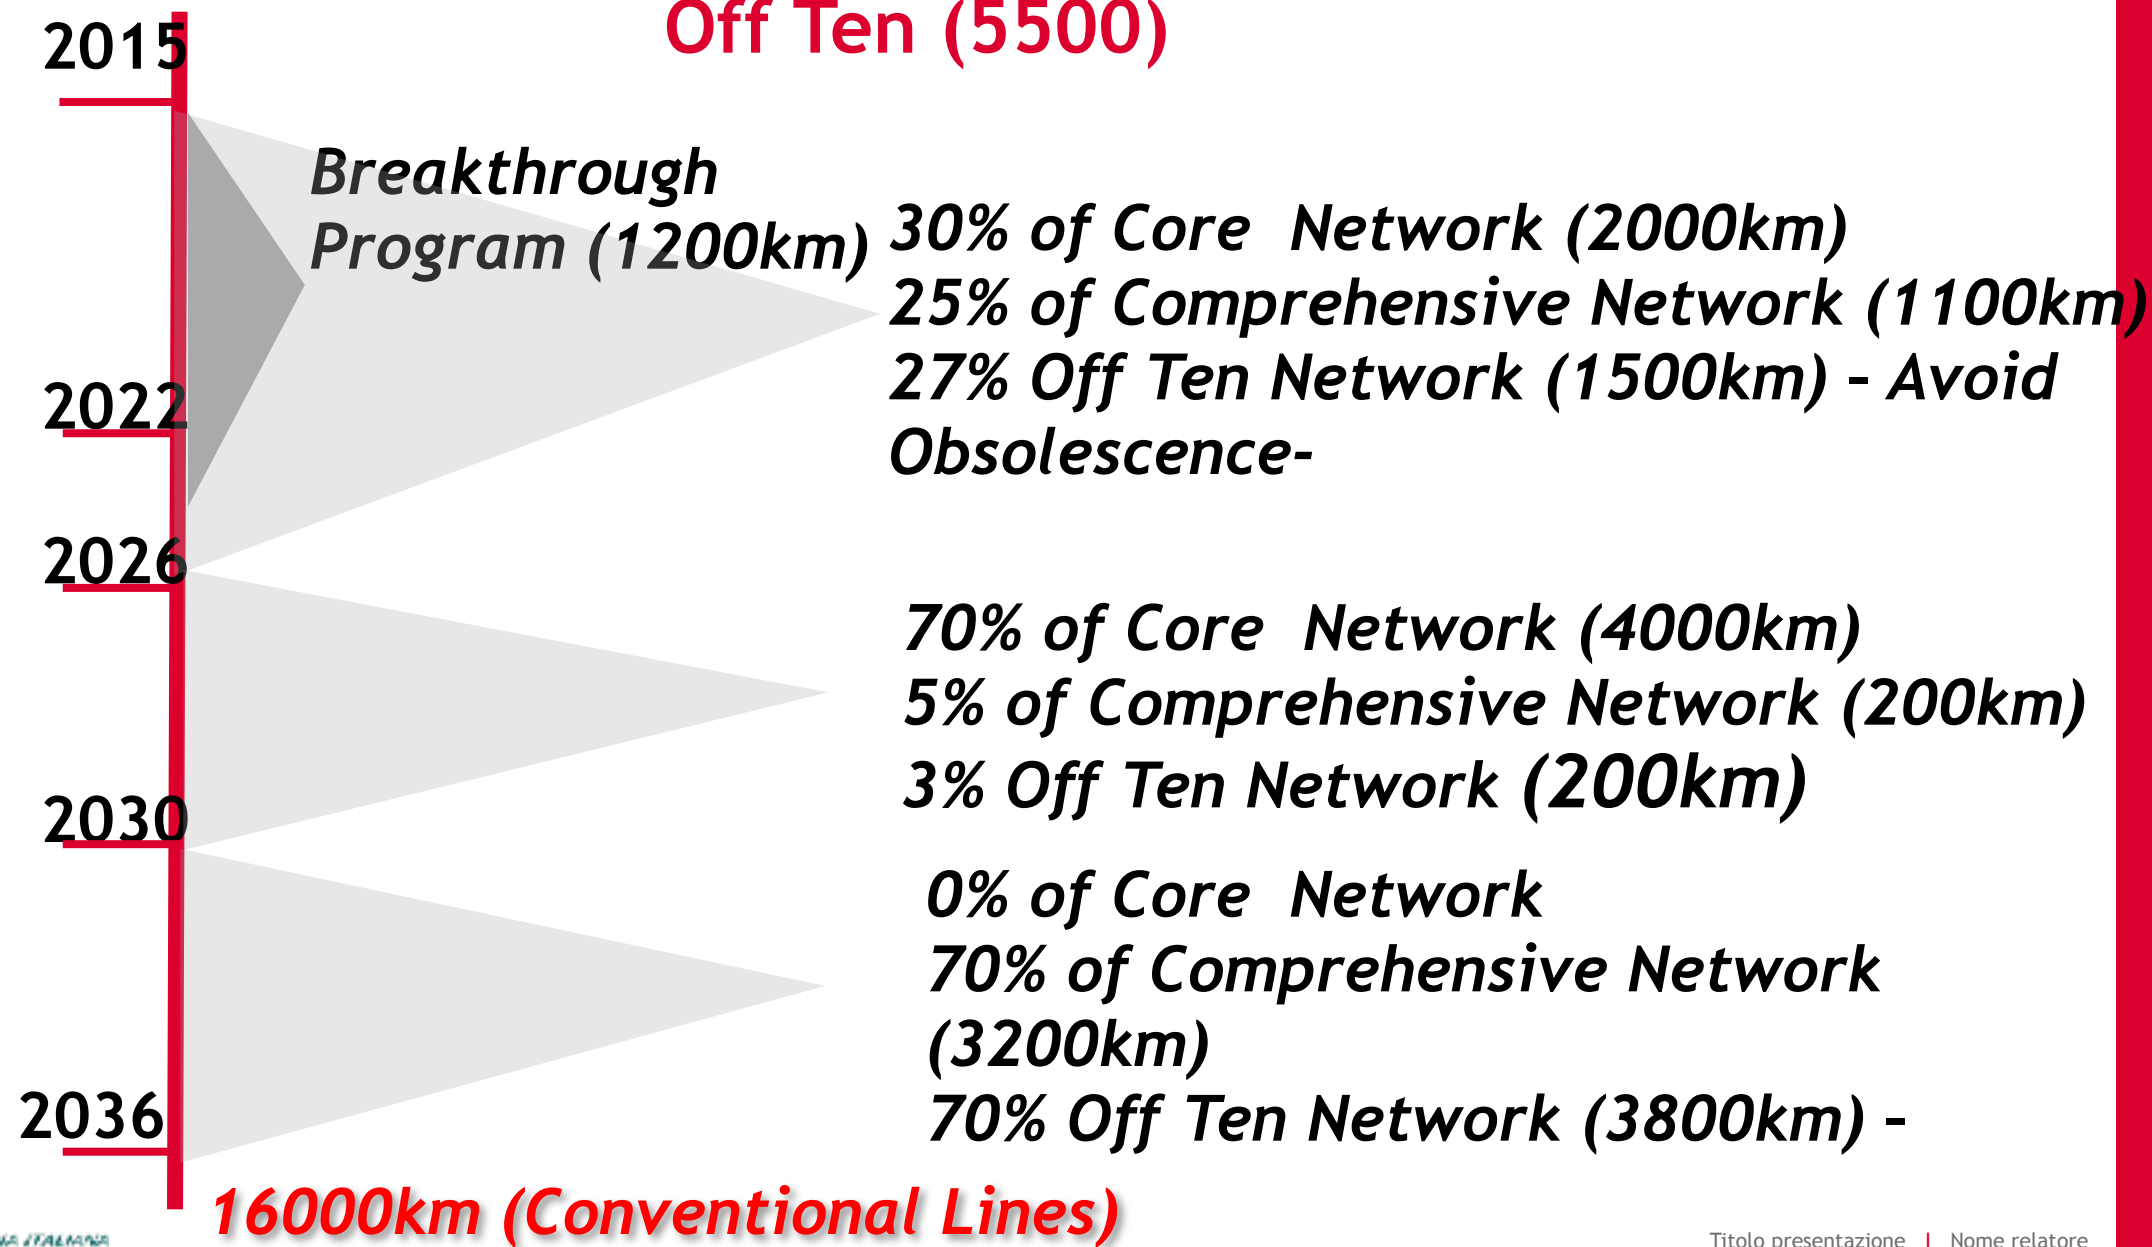 Off Ten (5500)
2015
Breakthrough
Program (1200km)
30% of Core Network (2000km)
25% of Comprehensive Network (1100km)
27% Off Ten Network (1500km) – Avoid
Obsolescence-
2022
2026
70% of Core Network (4000km)
5% of Comprehensive Network (200km)
3% Off Ten Network (200km)
2030
0% of Core Network
70% of Comprehensive Network
(3200km)
70% Off Ten Network (3800km) –
2036
16000km (Conventional Lines)
ITALIANA
Titolo presentazione | Nome relatore